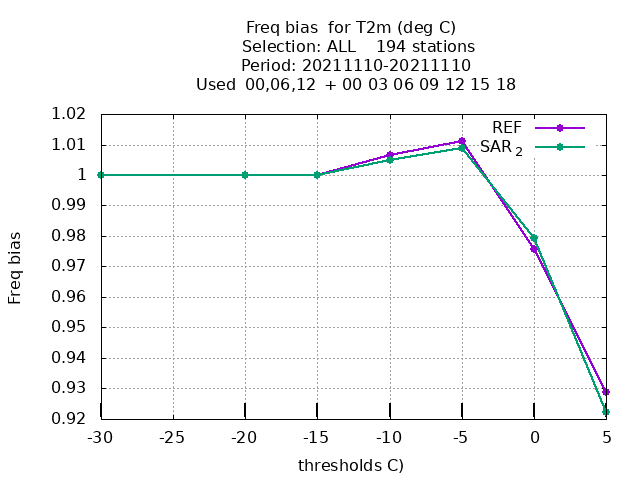 Freq bias  for T2m (deg C)
Selection: ALL    194 stations
Period: 20211110-20211110
Used  00,06,12  + 00 03 06 09 12 15 18
REF
SAR 2
1.02
1.01
1
0.99
0.98
0.97
0.96
0.95
0.94
0.93
0.92
Freq bias
-30
-25
-20
-15
-10
-5
0
5
thresholds C)